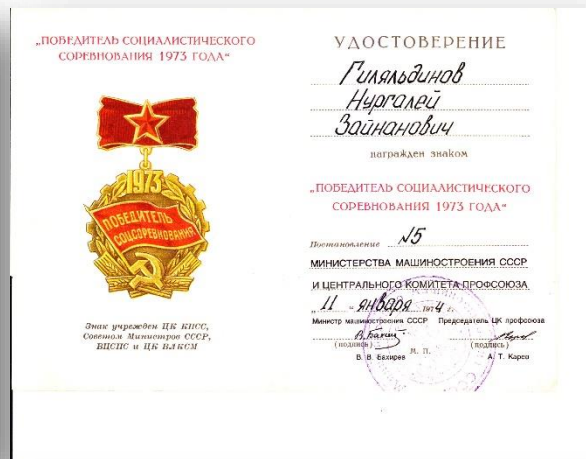 „ПОБЕДИТЕЛЬ СОЦИАЛИСТИЧЕСКОГО
СОРЕВНОВАНИЯ 1973 ГОДА“
1973
ПОБЕДИТЕЛЬ
СОЦСОРЕВНОВАНИЯ
Знак учрежден ЦК КПСС,
Советом Министров СССР,
ВЦСПС и ЦК ВЛКСМ
УДОСТОВЕРЕНИЕ
Гиляльдинов
Нургалей
Зайнанович
награжден знаком
„ПОБЕДИТЕЛЬ СОЦИАЛИСТИЧЕСКОГО
СОРЕВНОВАНИЯ 1973 ГОДА“
Постановление №5
МИНИСТЕРСТВА МАШИНОСТРОЕНИЯ СССР
И ЦЕНТРАЛЬНОГО КОМИТЕТА ПРОФСОЮЗА
„11 - января 1974 г.
Министр машиностроения СССР Председатель ЦК профсоюза
(подпись) М. П. (подпись)
В. В. Бахирев А. Т. Карев